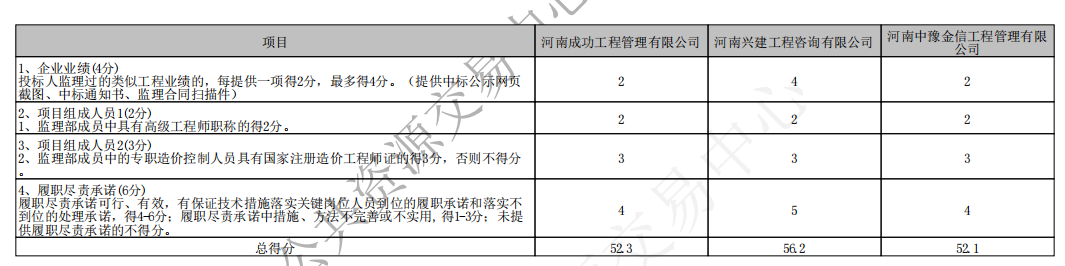 项目 河南成功工程管理有限公司 河南兴建工程咨询有限公司 河南中豫金信工程管理有限
公司
1、企业业绩(4分)
投标人监理过的类似工程业绩的，每提供一项得2分，最多得4分。（提供中标公示网页
截图、中标通知书、监理合同扫描件）
2 4 2
2、项目组成人员1(2分)
1、监理部成员中具有高级工程师职称的得2分。
2 2 2
3、项目组成人员2(3分)
2、监理部成员中的专职造价控制人员具有国家注册造价工程师证的得3分，否则不得分
。
3 3 3
4、履职尽责承诺(6分)
履职尽责承诺可行、有效，有保证技术措施落实关键岗位人员到位的履职承诺和落实不
到位的处理承诺，得4-6分；履职尽责承诺中措施、方法不完善或不实用,得1-3分；未提
供履职尽责承诺的不得分。
4 5 4
总得分 52.3 56.2 52.1
公共资源交易中心
交易中心